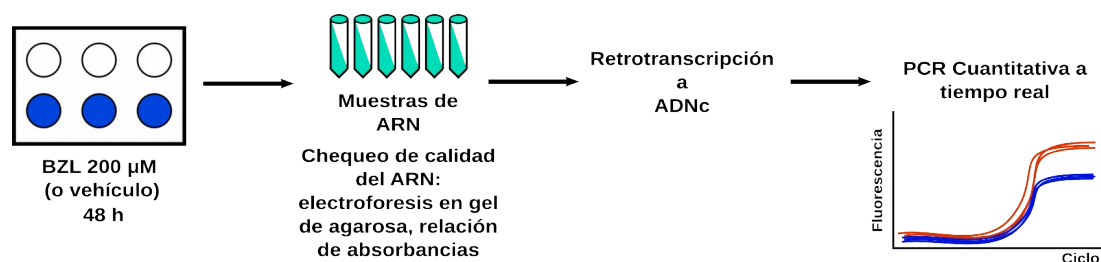 BZL 200 µM
(o vehículo)
48 h
Muestras de
ARN
Chequeo de calidad
del ARN:
electroforesis en gel
de agarosa, relación
de absorbancias
Retrotranscripción
a
ADNc
PCR Cuantitativa a
tiempo real
Fluorescencia
Ciclo